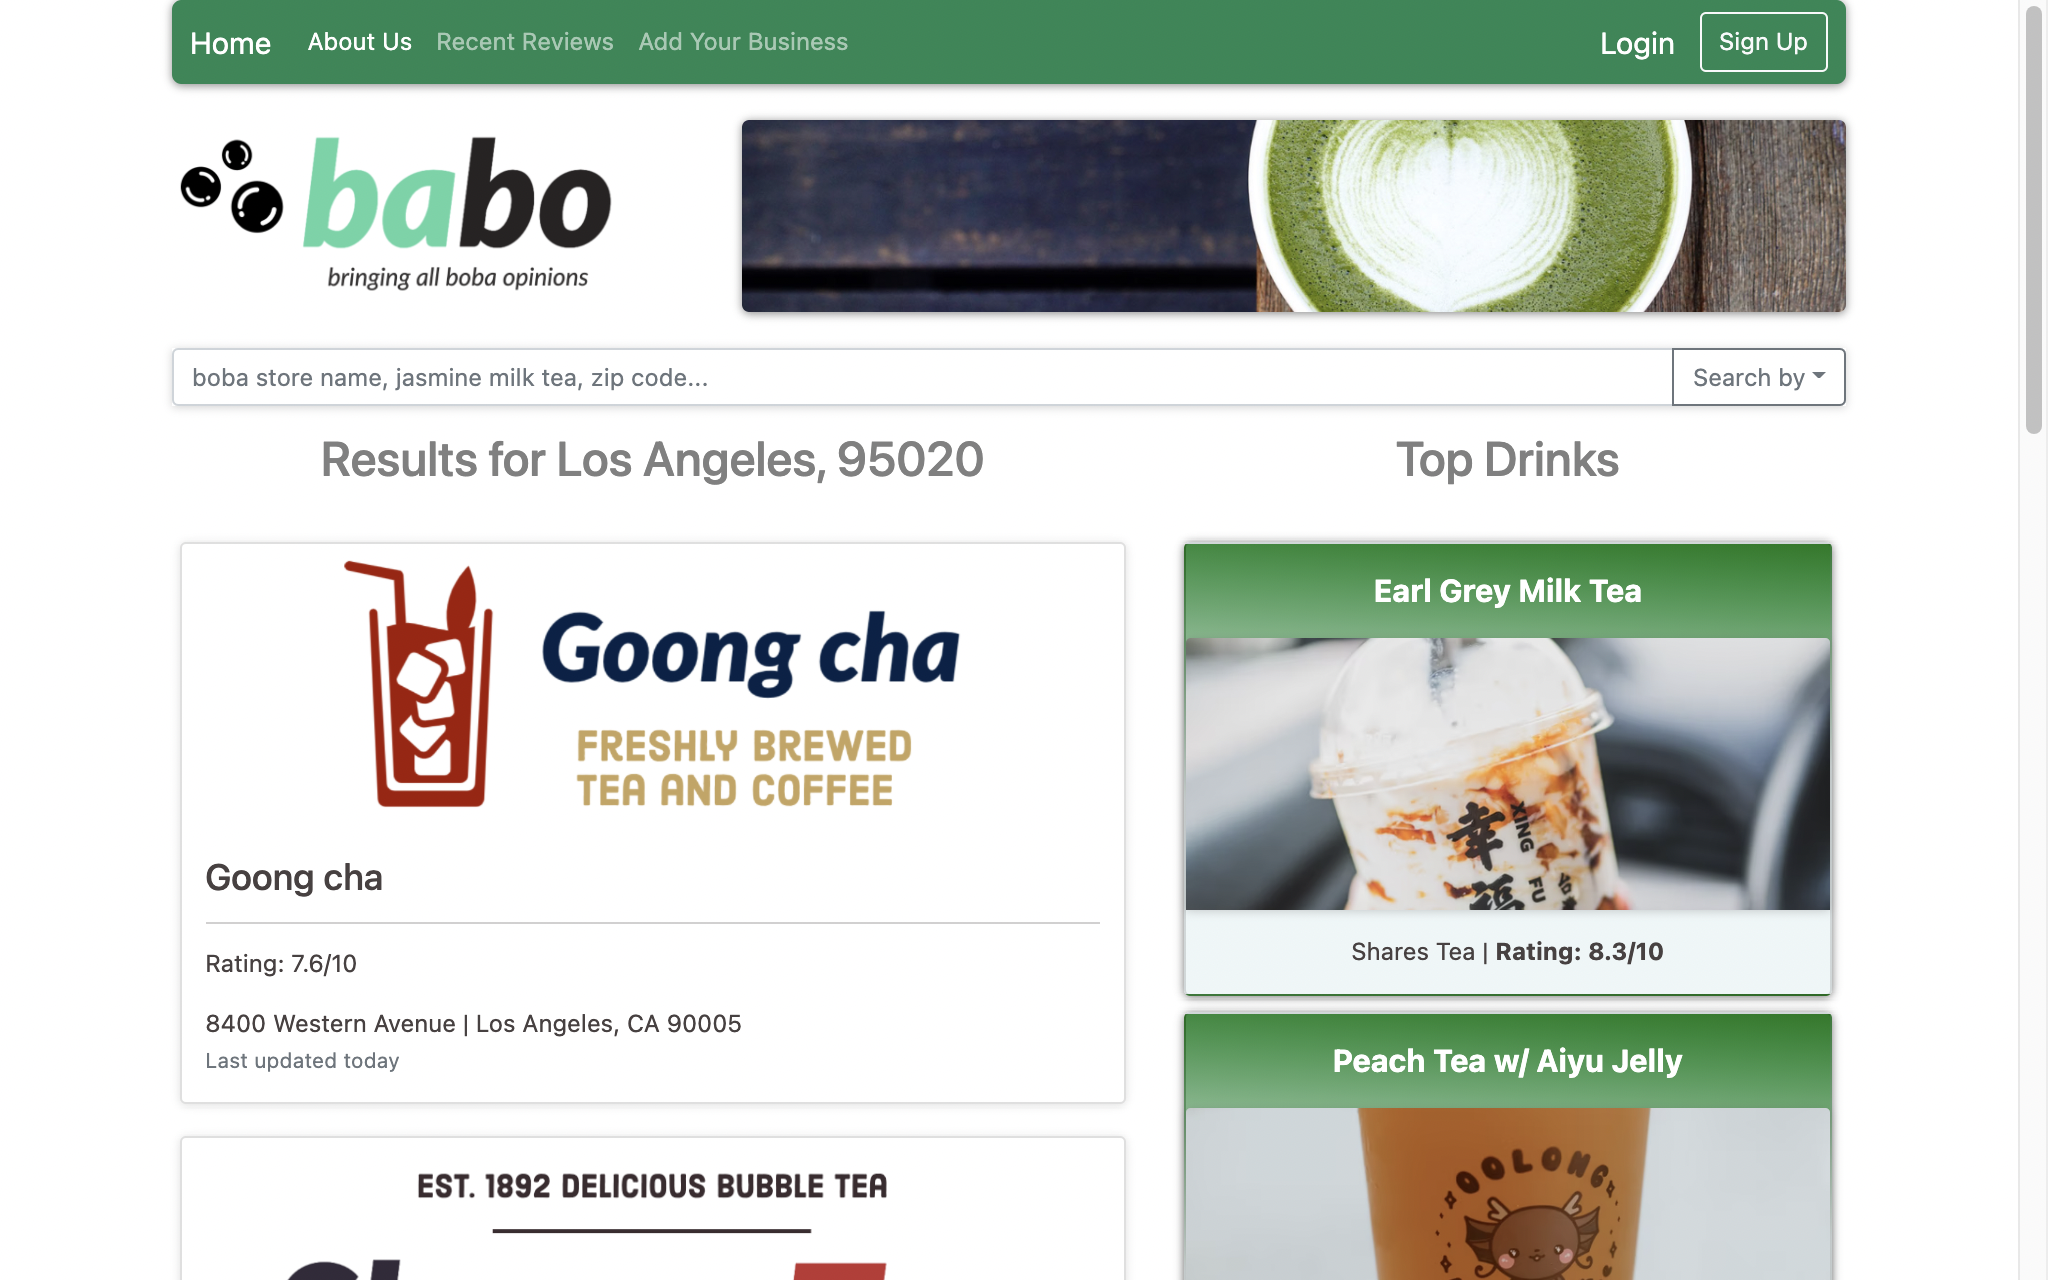 Home About Us Recent Reviews Add Your Business Login Sign Up
babo
bringing all boba opinions
boba store name, jasmine milk tea, zip code... Search by
Results for Los Angeles, 95020
Goong cha
FRESHLY BREWED
TEA AND COFFEE
Goong cha
Rating: 7.6/10
8400 Western Avenue | Los Angeles, CA 90005
Last updated today
EST. 1892 DELICIOUS BUBBLE TEA
Top Drinks
Earl Grey Milk Tea
幸
XING
福
FU
Shares Tea | Rating: 8.3/10
Peach Tea w/ Aiyu Jelly
OOLONG